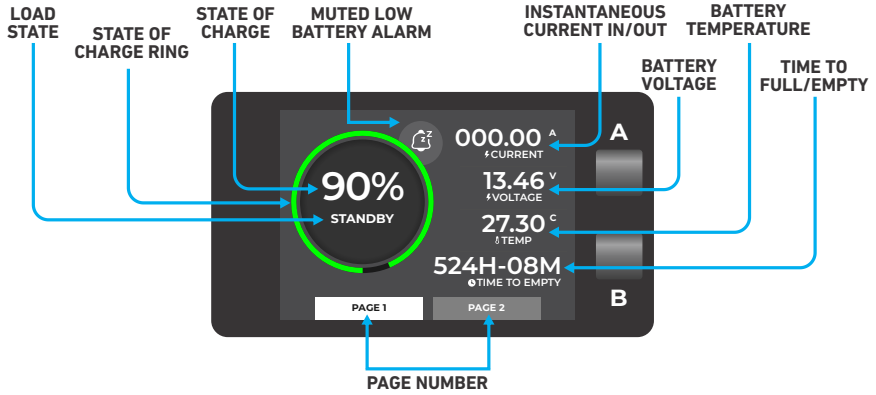 LOAD
STATE
STATE OF
CHARGE RING
STATE OF
CHARGE
MUTED LOW
BATTERY ALARM
INSTANTANEOUS
CURRENT IN/OUT
BATTERY
TEMPERATURE
BATTERY
VOLTAGE
TIME TO
FULL/EMPTY
z
z
90%
STANDBY
000.00 A
CURRENT
13.46 V
VOLTAGE
27.30 C
TEMP
524H-08M
TIME TO EMPTY
A
B
PAGE 1
PAGE 2
PAGE NUMBER